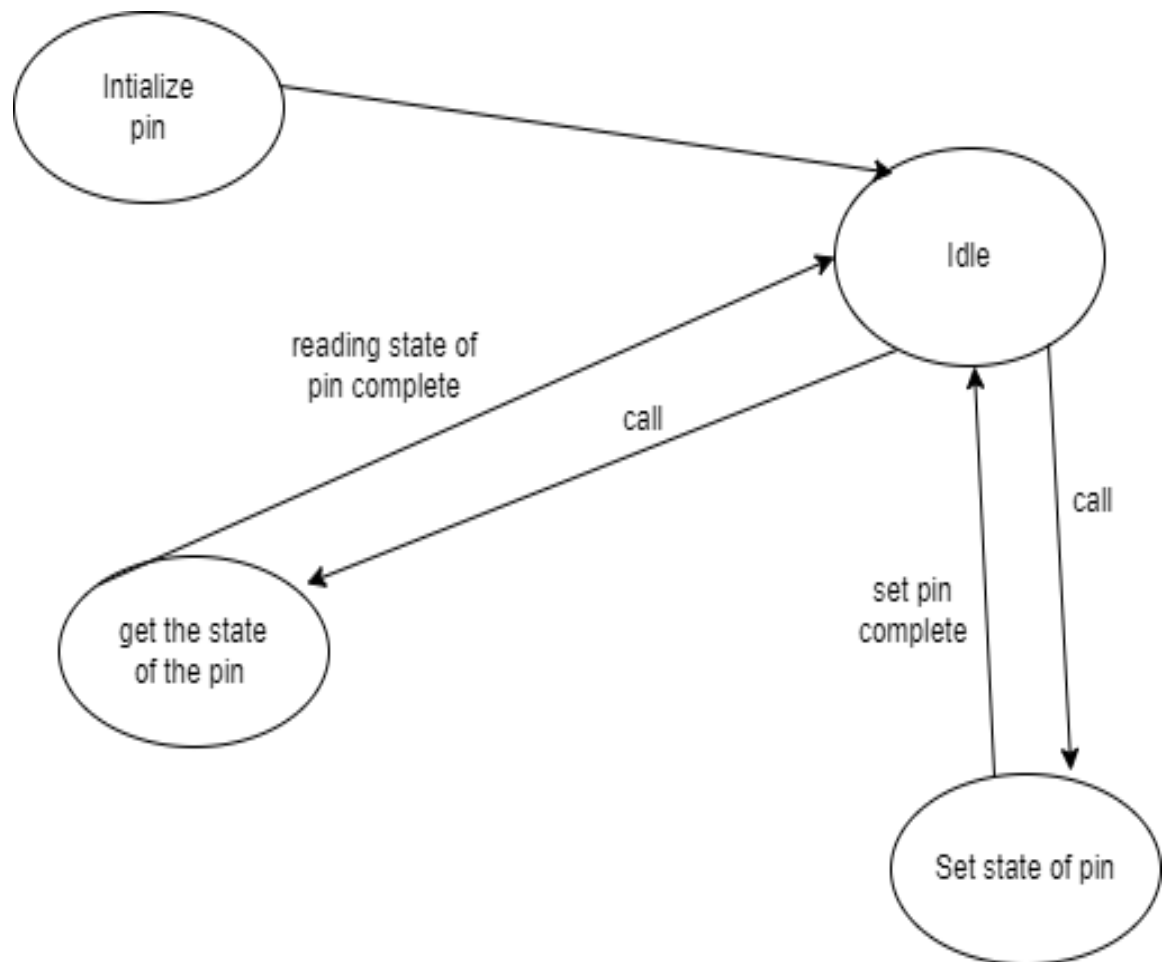 Intialize
pin
Idle
reading state of
pin complete
call
call
set pin
complete
get the state
of the pin
Set state of pin